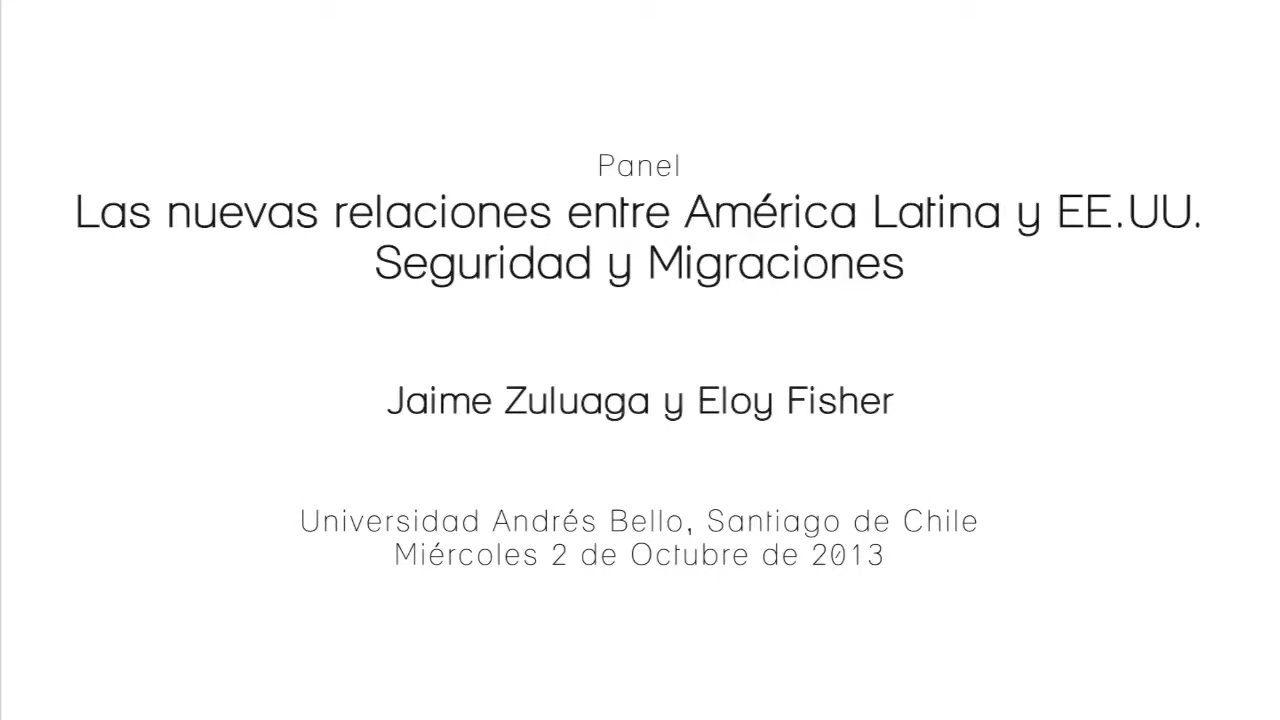 Panel
Las nuevas relaciones entre América Latina y EE.UU.
Seguridad y Migraciones
Jaime Zuluaga y Eloy Fisher
Universidad Andrés Bello, Santiago de Chile
Miércoles 2 de Octubre de 2013